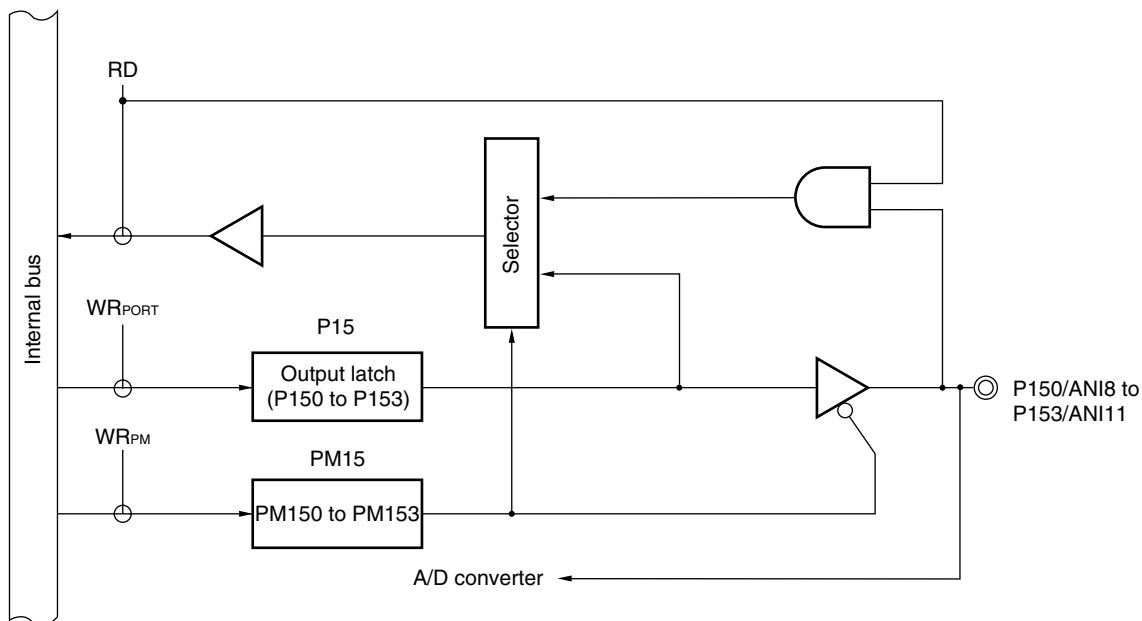 RD
Internal bus
Selector
WRPORT
P15
Output latch
(P150 to P153)
P150/ANI8 to
P153/ANI11
WRPM
PM15
PM150 to PM153
A/D converter